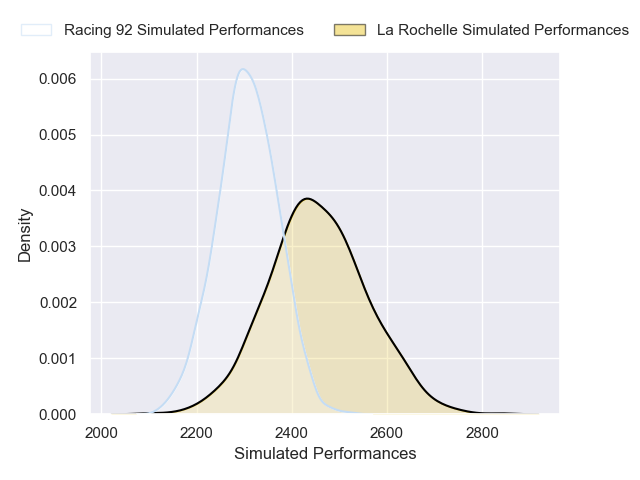 Racing 92 Simulated Performances La Rochelle Simulated Performances
0.006
0.005
0.004
0.003
0.002
0.001
0.000
Density
2000 2200 2400 2600 2800
Simulated Performances